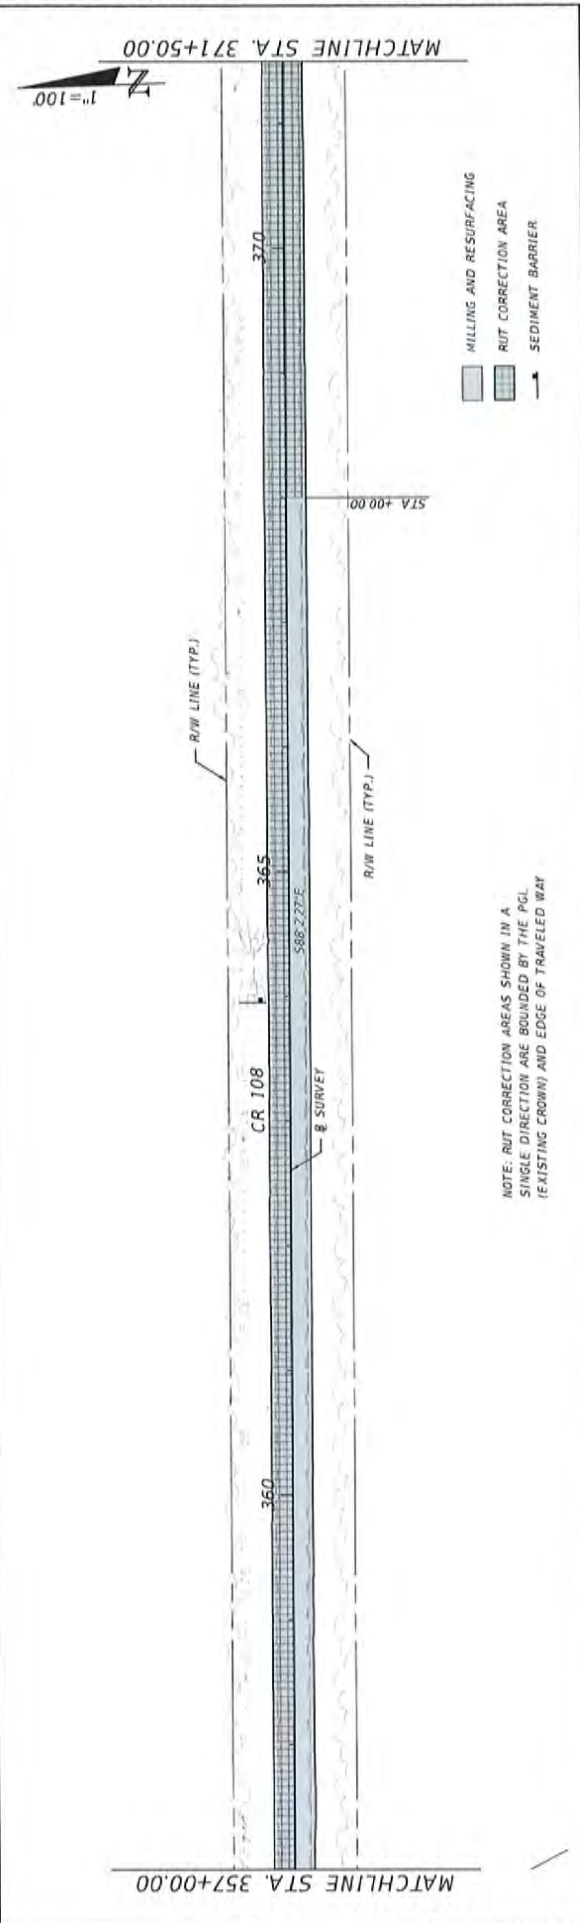 MATCHLINE STA. 371+50.00
1"=100'
N
370
MILLING AND RESURFACING
RUT CORRECTION AREA
SEDIMENT BARRIER
STA +00.00
R/W LINE (TYP.)
365
R/W LINE (TYP.)
S88°2'27"E
CR 108
℄ SURVEY
NOTE: RUT CORRECTION AREAS SHOWN IN A
SINGLE DIRECTION ARE BOUNDED BY THE PGL
(EXISTING CROWN) AND EDGE OF TRAVELED WAY
360
MATCHLINE STA. 357+00.00